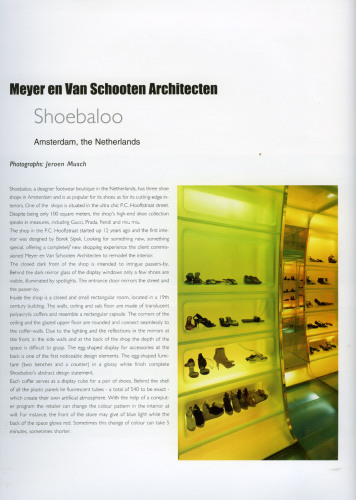 Meyer en Van Schooten Architecten
Shoebaloo
Amsterdam, the Netherlands
Photographs: Jeroen Musch
Shoebaloo, a designer footwear boutique in the Netherlands, has three shoe
shops in Amsterdam and is as popular for its shoes as for its cutting-edge in-
teriors. One of the shops is situated in the ultra chic P.C. Hooftstraat street.
Despite being only 100 square meters, the shop's high-end shoe collection
speaks in measures, including Gucci, Prada, Fendi and miu miu.
The shop in the P.C. Hooftstraat started up 12 years ago and the first inte-
rior was designed by Borek Sipek. Looking for something new, something
special, offering a completely new shopping experience the client commis-
sioned Meyer en Van Schooten Architecten to remodel the interior.
The closed dark front of the shop is intended to intrigue passers-by.
Behind the dark mirror glass of the display windows only a few shoes are
visible, illuminated by spotlights. The entrance door mirrors the street and
the passer-by.
Inside the shop is a closed and small rectangular room, located in a 19th
century building. The walls, ceiling and sab floor are made of translucent
polyacrylic coffers and resemble a rectangular capsule. The corners of the
ceiling and the glazed upper floor are rounded and connect seamlessly to
the coffer-walls. Due to the lighting and the reflections in the mirrors at
the front, in the side walls and at the back of the shop the depth of the
space is difficult to grasp. The egg-shaped display for accessories at the
back is one of the first noticeable design elements. The egg-shaped furni-
ture (two benches and a counter) in a glossy white finish complete
Shoebaloo's abstract design statement.
Each coffer serves as a display cube for a pair of shoes. Behind the shell
of all the plastic panels lie fluorescent tubes - a total of 540 to be exact -
which create their own artificial atmosphere. With the help of a comput-
er program the retailer can change the colour pattern in the interior at
will. For instance, the front of the store may give of blue light while the
back of the space glows red. Sometimes this change of colour can take 5
minutes, sometimes shorter.